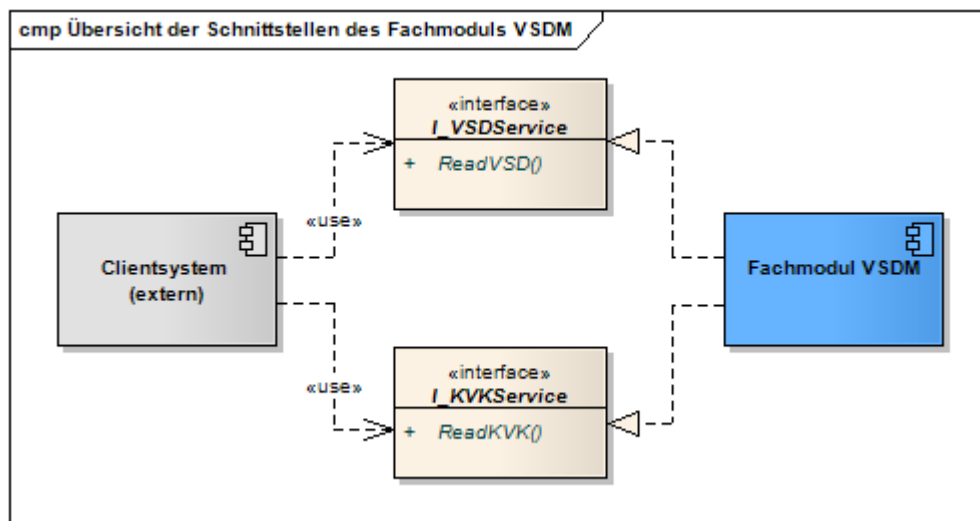 cmp Übersicht der Schnittstellen des Fachmoduls VSDM
«interface»
I_VSDService
+ ReadVSD()
«use»
Clientsystem
(extern)
Fachmodul VSDM
«use»
«interface»
I_KVKService
+ ReadKVK()